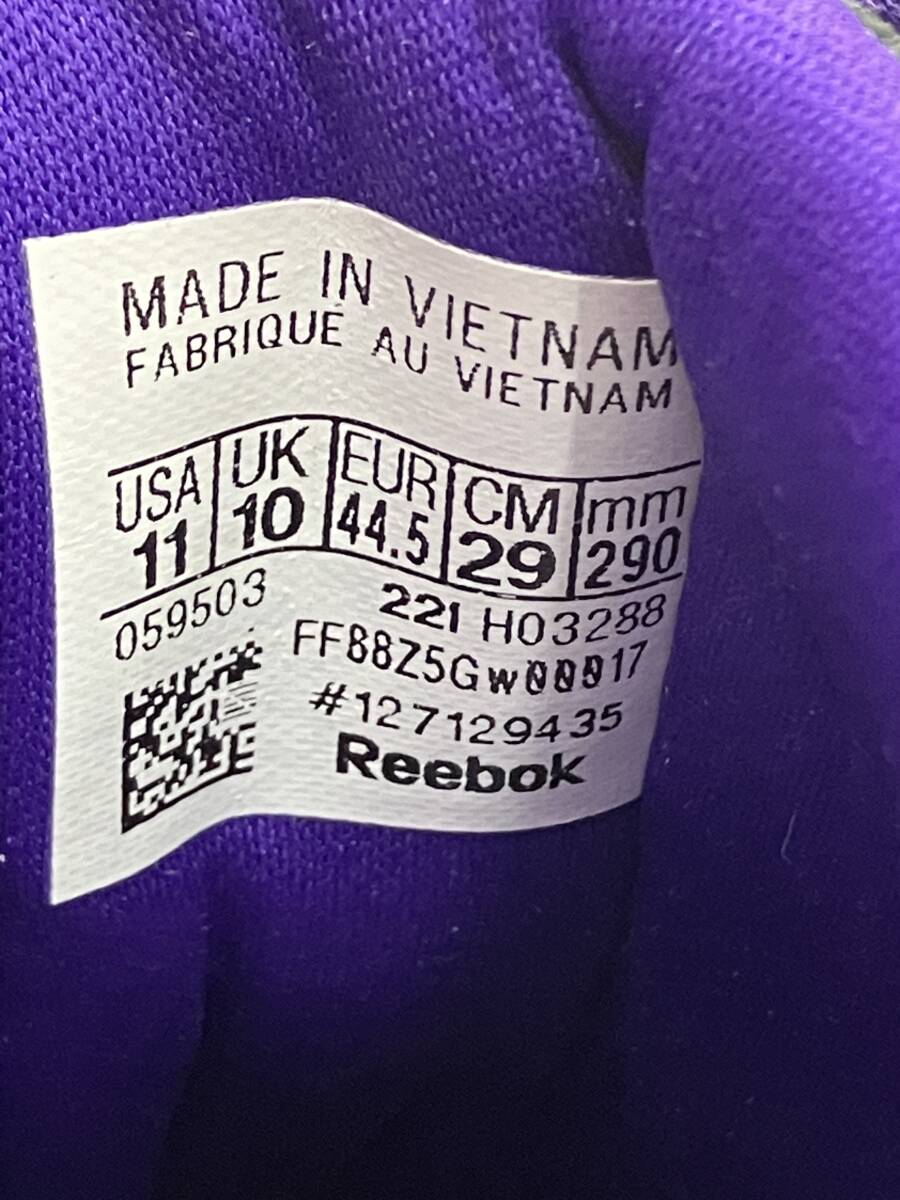 MADE IN VIETNAM
FABRIQUÉ AU VIETNAM
USA UK EUR CM mm
11 10 44.5 29 290
059503 22I H03288
FF88Z5GW00017
#127129435
Reebok